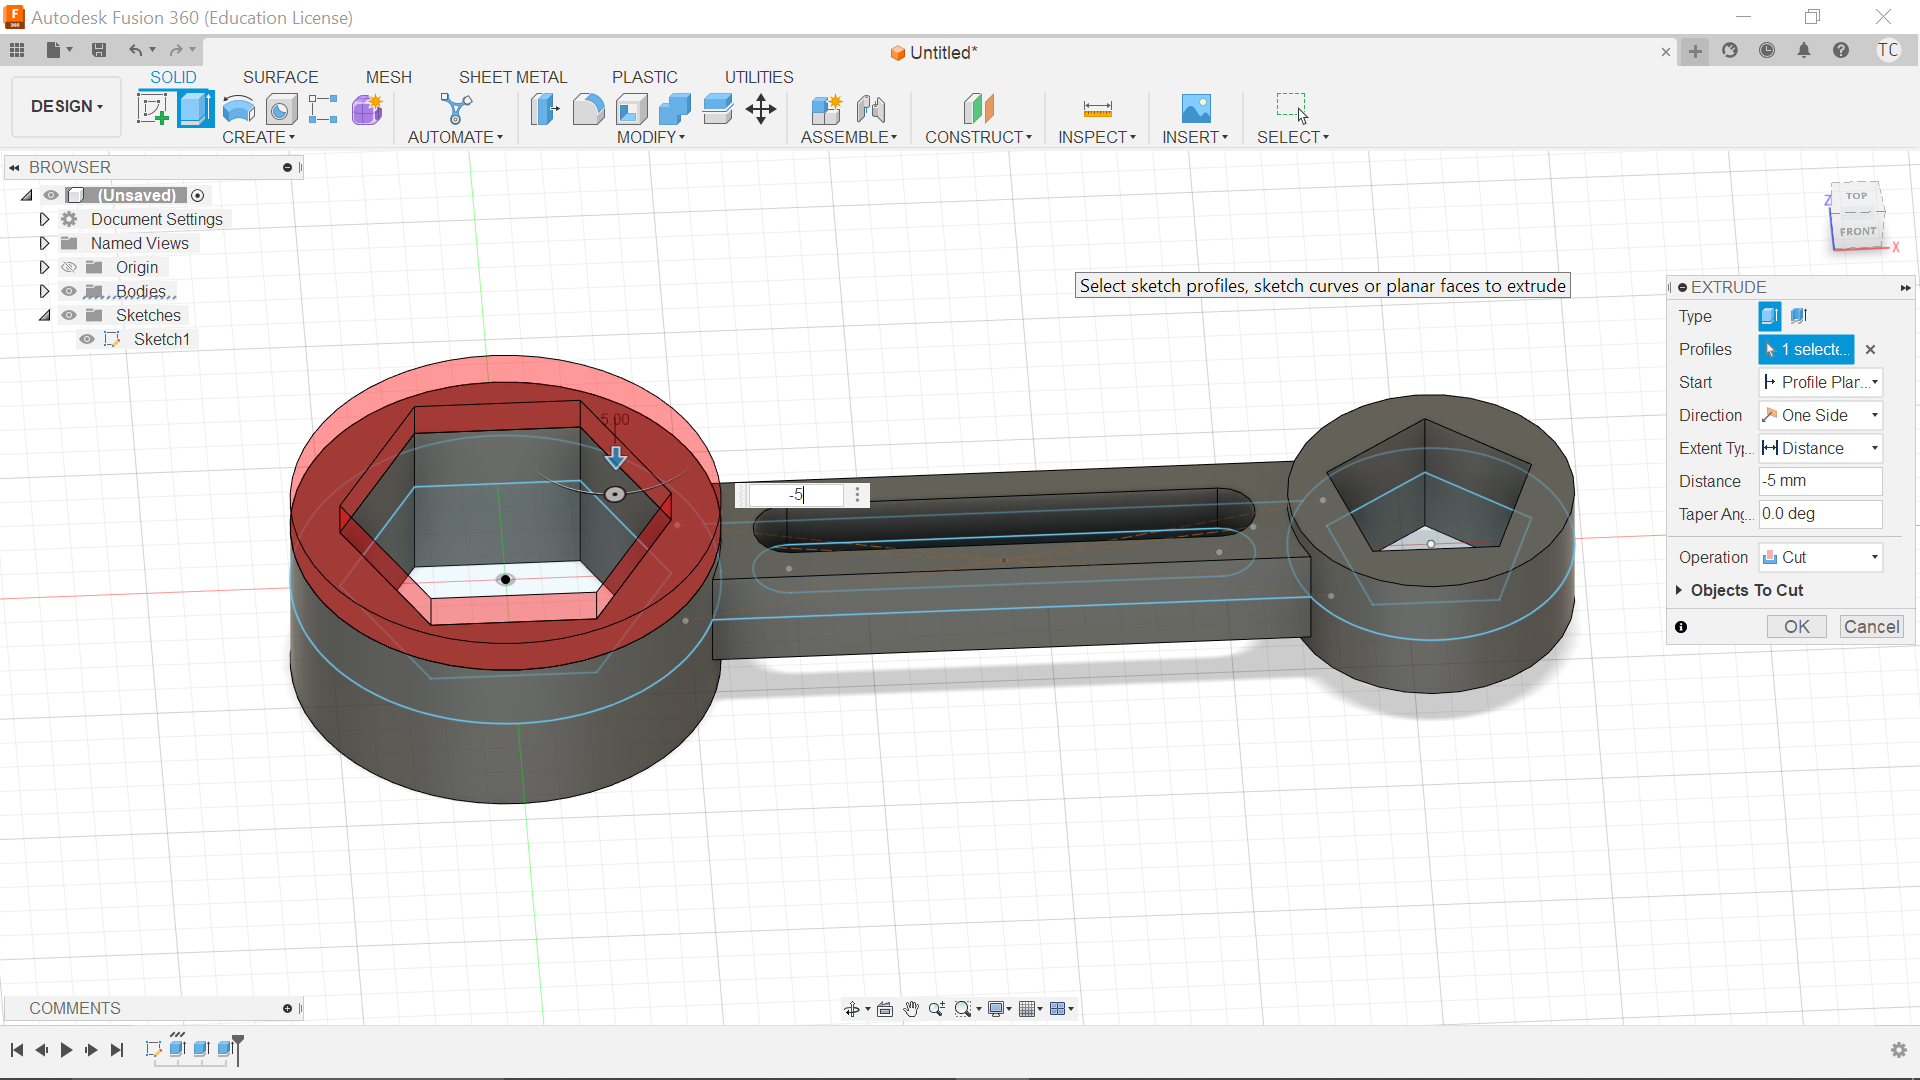 Autodesk Fusion 360 (Education License)
Untitled*
TC
SOLID SURFACE MESH SHEET METAL PLASTIC UTILITIES
DESIGN
CREATE AUTOMATE MODIFY ASSEMBLE CONSTRUCT INSPECT INSERT SELECT
BROWSER
(Unsaved)
Document Settings
Named Views
Origin
Bodies
Sketches
Sketch1
TOP
FRONT
Z
X
Select sketch profiles, sketch curves or planar faces to extrude
5.00
-5
EXTRUDE
Type
Profiles 1 selecte...
Start Profile Plan...
Direction One Side
Extent Ty... Distance
Distance -5 mm
Taper Ang... 0.0 deg
Operation Cut
Objects To Cut
OK Cancel
COMMENTS